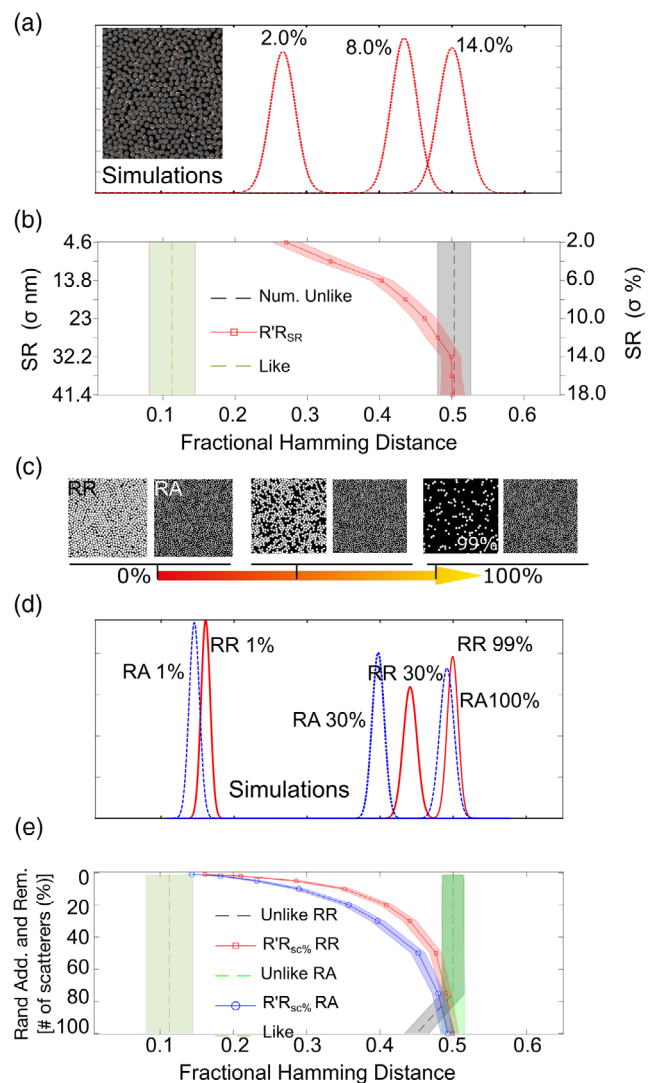 (a)
2.0%
8.0%
14.0%
Simulations
(b)
4.6
13.8
23
32.2
41.4
SR (σ nm)
2.0
6.0
10.0
14.0
18.0
SR (σ %)
Num. Unlike
R'R_SR
Like
0.1 0.2 0.3 0.4 0.5 0.6
Fractional Hamming Distance
(c)
RR
RA
99%
0%
100%
(d)
RA 1%
RR 1%
RA 30%
RR 30%
RR 99%
RA100%
Simulations
(e)
0
20
40
60
80
100
Rand Add. and Rem.
[# of scatterers (%)]
Unlike RR
R'R_sc% RR
Unlike RA
R'R_sc% RA
Like
0.1 0.2 0.3 0.4 0.5 0.6
Fractional Hamming Distance